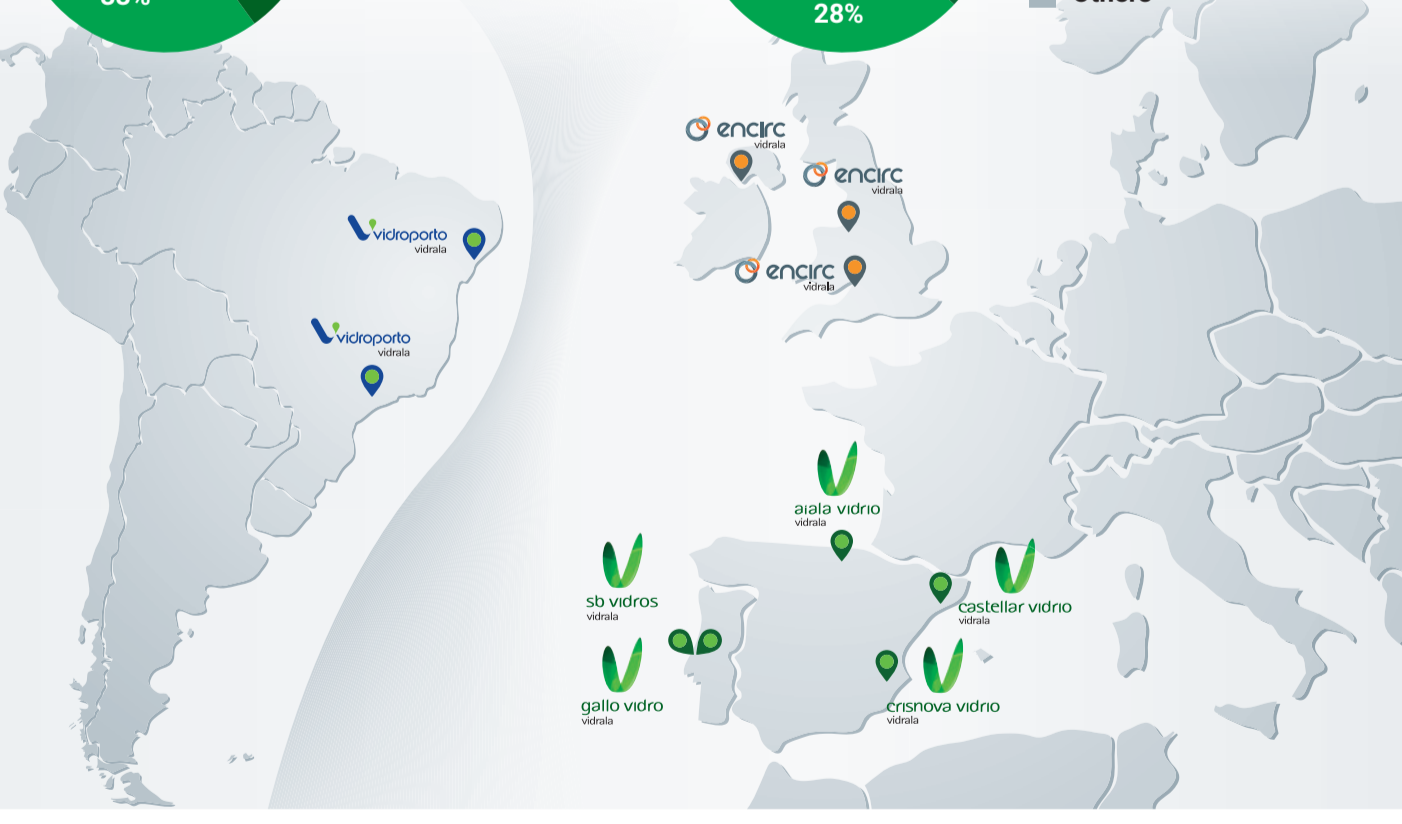 28%
encirc
vidrala
encirc
vidrala
vidroporto
vidrala
encirc
vidrala
vidroporto
vidrala
aiala vidrio
vidrala
sb vidros
vidrala
castellar vidrio
vidrala
gallo vidro
vidrala
crisnova vidrio
vidrala